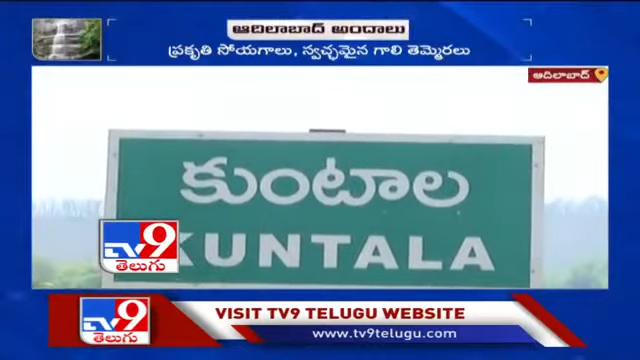 ఆదిలాబాద్ అందాలు
ప్రకృతి సోయగాలు, స్వచ్ఛమైన గాలి తెమ్మెరలు
ఆదిలాబాద్
కుంటాల
KUNTALA
TV9
తెలుగు
TV9
తెలుగు
VISIT TV9 TELUGU WEBSITE
www.tv9telugu.com